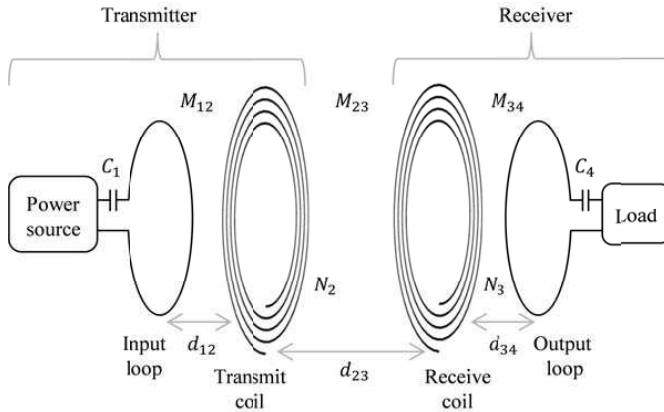 Transmitter
Receiver
M12
M23
M34
C1
C4
Power
source
Load
N2
N3
d12
d23
d34
Input
loop
Transmit
coil
Receive
coil
Output
loop